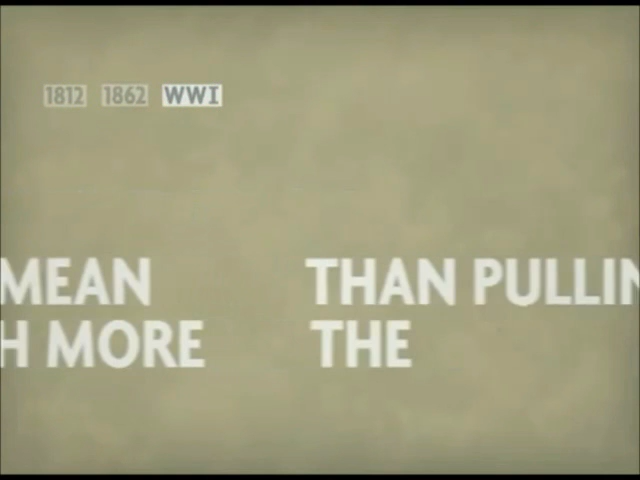 1812 1862 WWI
MEAN THAN PULLIN
H MORE THE